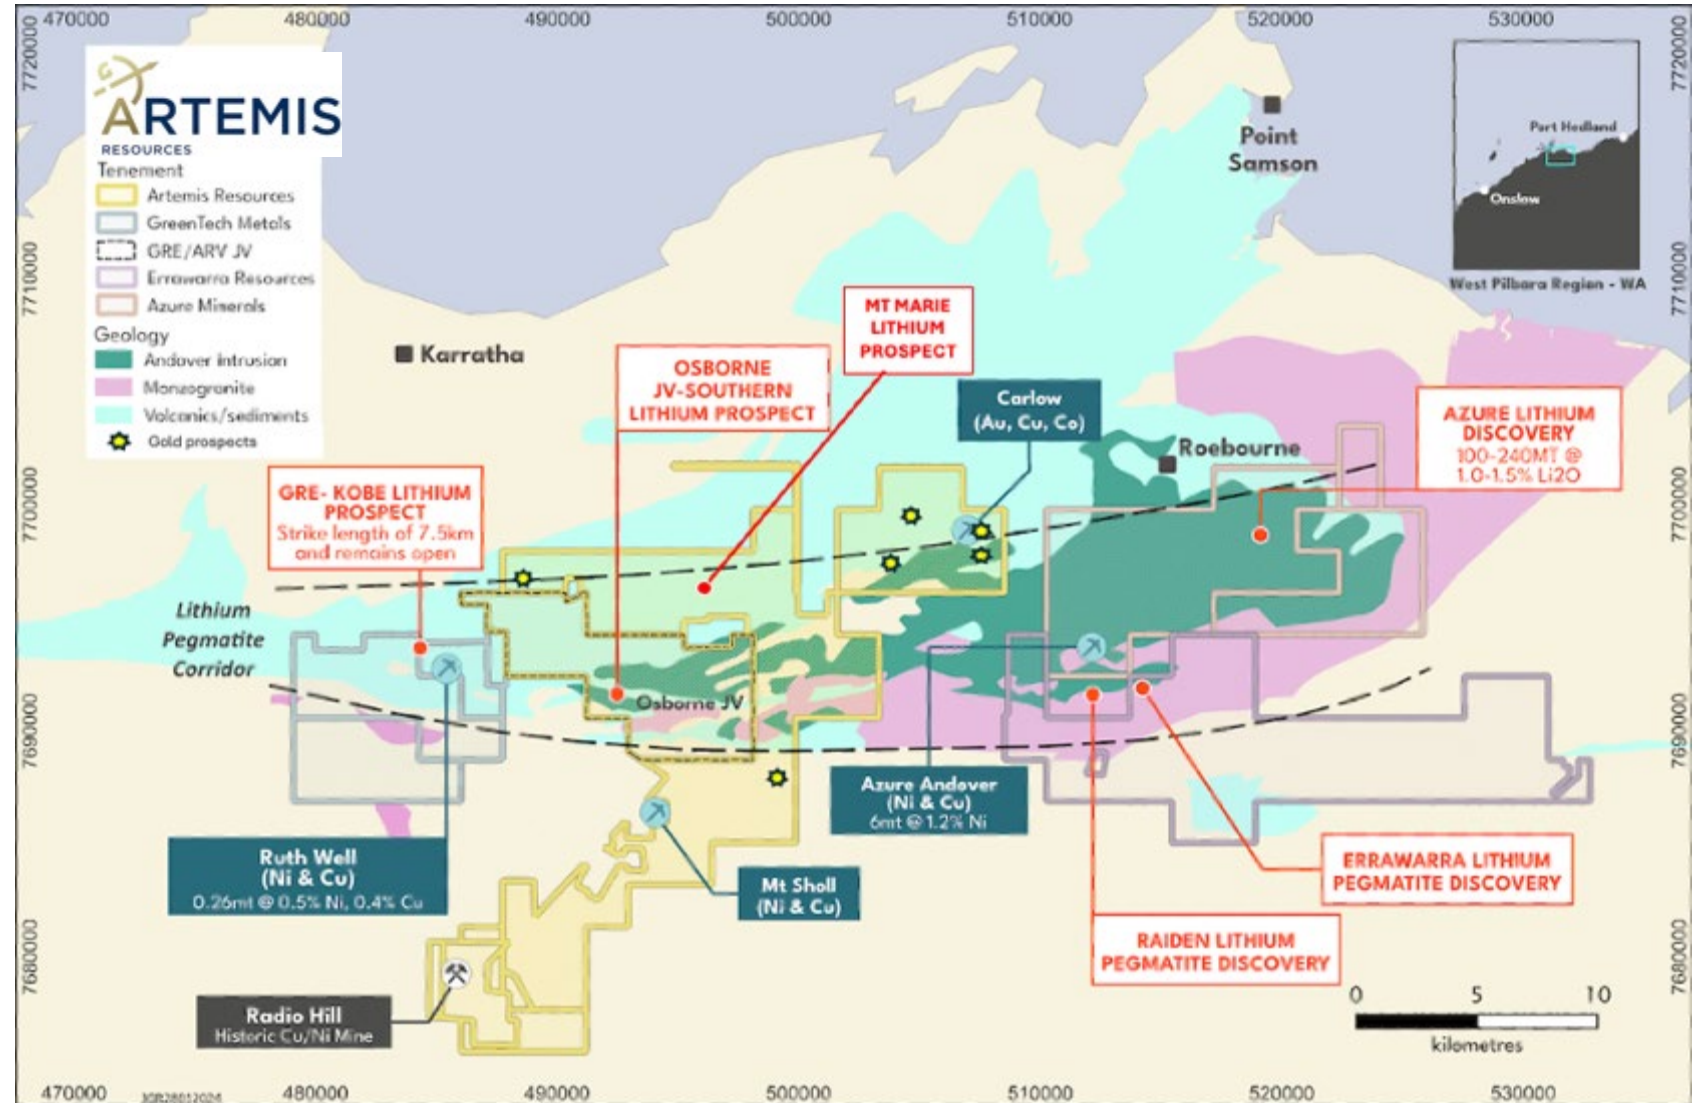 470000 480000 490000 500000 510000 520000 530000
7720000
7710000
7700000
7690000
7680000
ARTEMIS
RESOURCES
Tenement
Artemis Resources
GreenTech Metals
GRE/ARV JV
Errawarra Resources
Azure Minerals
Geology
Andover intrusion
Monzogranite
Volcanics/sediments
Gold prospects
Point
Samson
Port Hedland
Onslow
West Pilbara Region - WA
Karratha
MT MARIE
LITHIUM
PROSPECT
OSBORNE
JV-SOUTHERN
LITHIUM PROSPECT
Carlow
(Au, Cu, Co)
Roebourne
AZURE LITHIUM
DISCOVERY
100-240MT @
1.0-1.5% Li2O
GRE- KOBE LITHIUM
PROSPECT
Strike length of 7.5km
and remains open
Lithium
Pegmatite
Corridor
Osborne JV
Azure Andover
(Ni & Cu)
6mt @ 1.2% Ni
Ruth Well
(Ni & Cu)
0.26mt @ 0.5% Ni, 0.4% Cu
Mt Sholl
(Ni & Cu)
ERRAWARRA LITHIUM
PEGMATITE DISCOVERY
RAIDEN LITHIUM
PEGMATITE DISCOVERY
Radio Hill
Historic Cu/Ni Mine
0 5 10
kilometres
7720000
7710000
7700000
7690000
7680000
470000 480000 490000 500000 510000 520000 530000